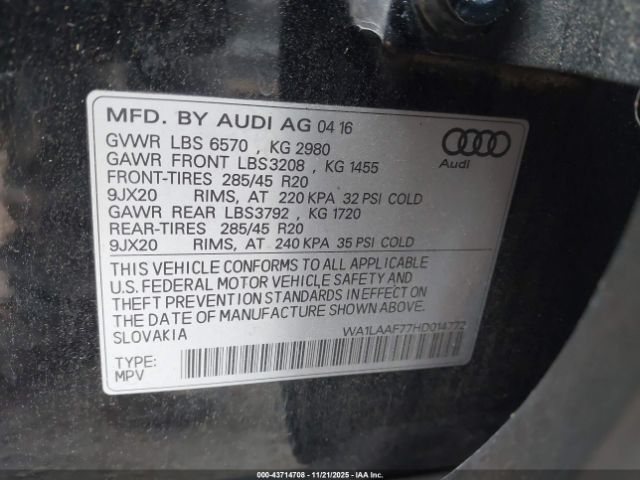 MFD. BY AUDI AG 04 16
GVWR LBS 6570 , KG 2980
GAWR FRONT LBS3208 , KG 1455
FRONT-TIRES 285/45 R20
9JX20 RIMS, AT 220 KPA 32 PSI COLD
GAWR REAR LBS3792 , KG 1720
REAR-TIRES 285/45 R20
9JX20 RIMS, AT 240 KPA 35 PSI COLD
Audi
THIS VEHICLE CONFORMS TO ALL APPLICABLE
U.S. FEDERAL MOTOR VEHICLE SAFETY AND
THEFT PREVENTION STANDARDS IN EFFECT ON
THE DATE OF MANUFACTURE SHOWN ABOVE.
SLOVAKIA
WA1LAAF77HD014772
TYPE:
MPV
000-43714708 - 11/21/2025 - IAAI.COM